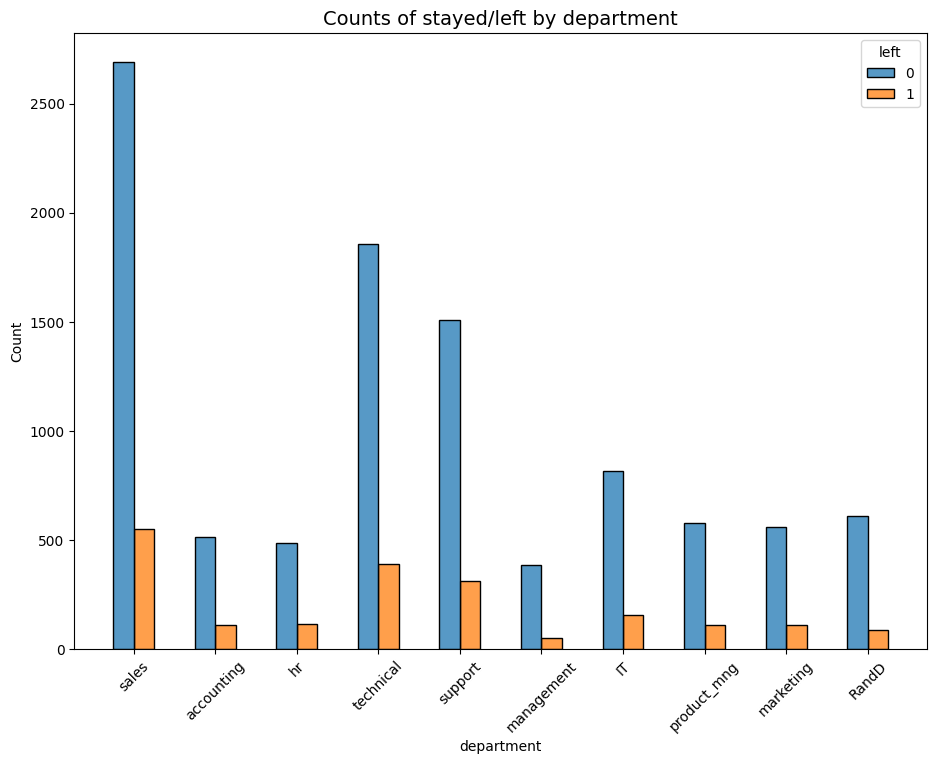 Counts of stayed/left by department
left
0
1
2500
2000
1500
1000
500
0
Count
sales
accounting
hr
technical
support
management
IT
product_mng
marketing
RandD
department